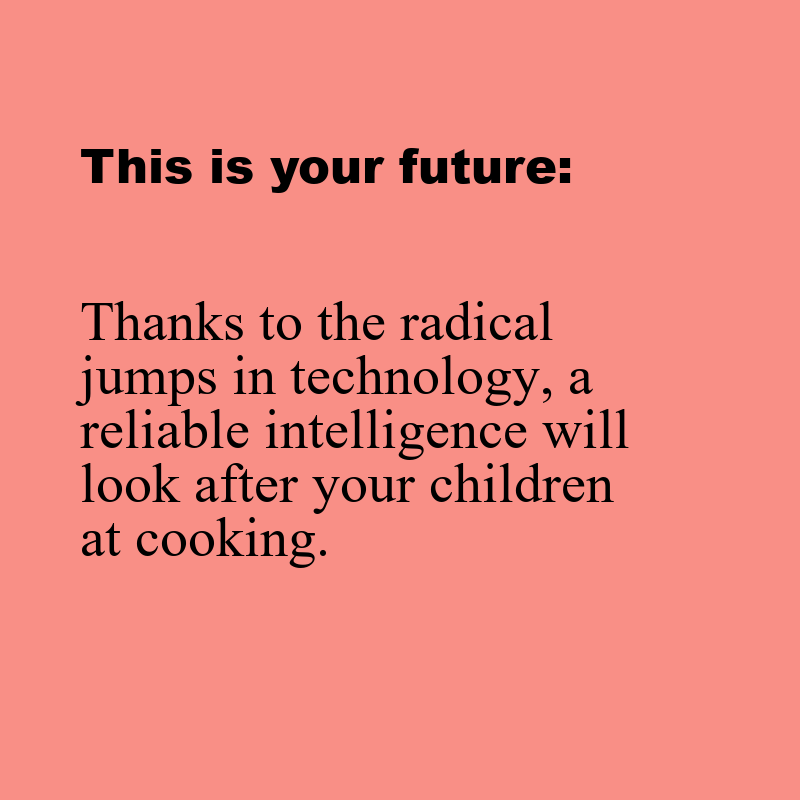 This is your future:
Thanks to the radical
jumps in technology, a
reliable intelligence will
look after your children
at cooking.